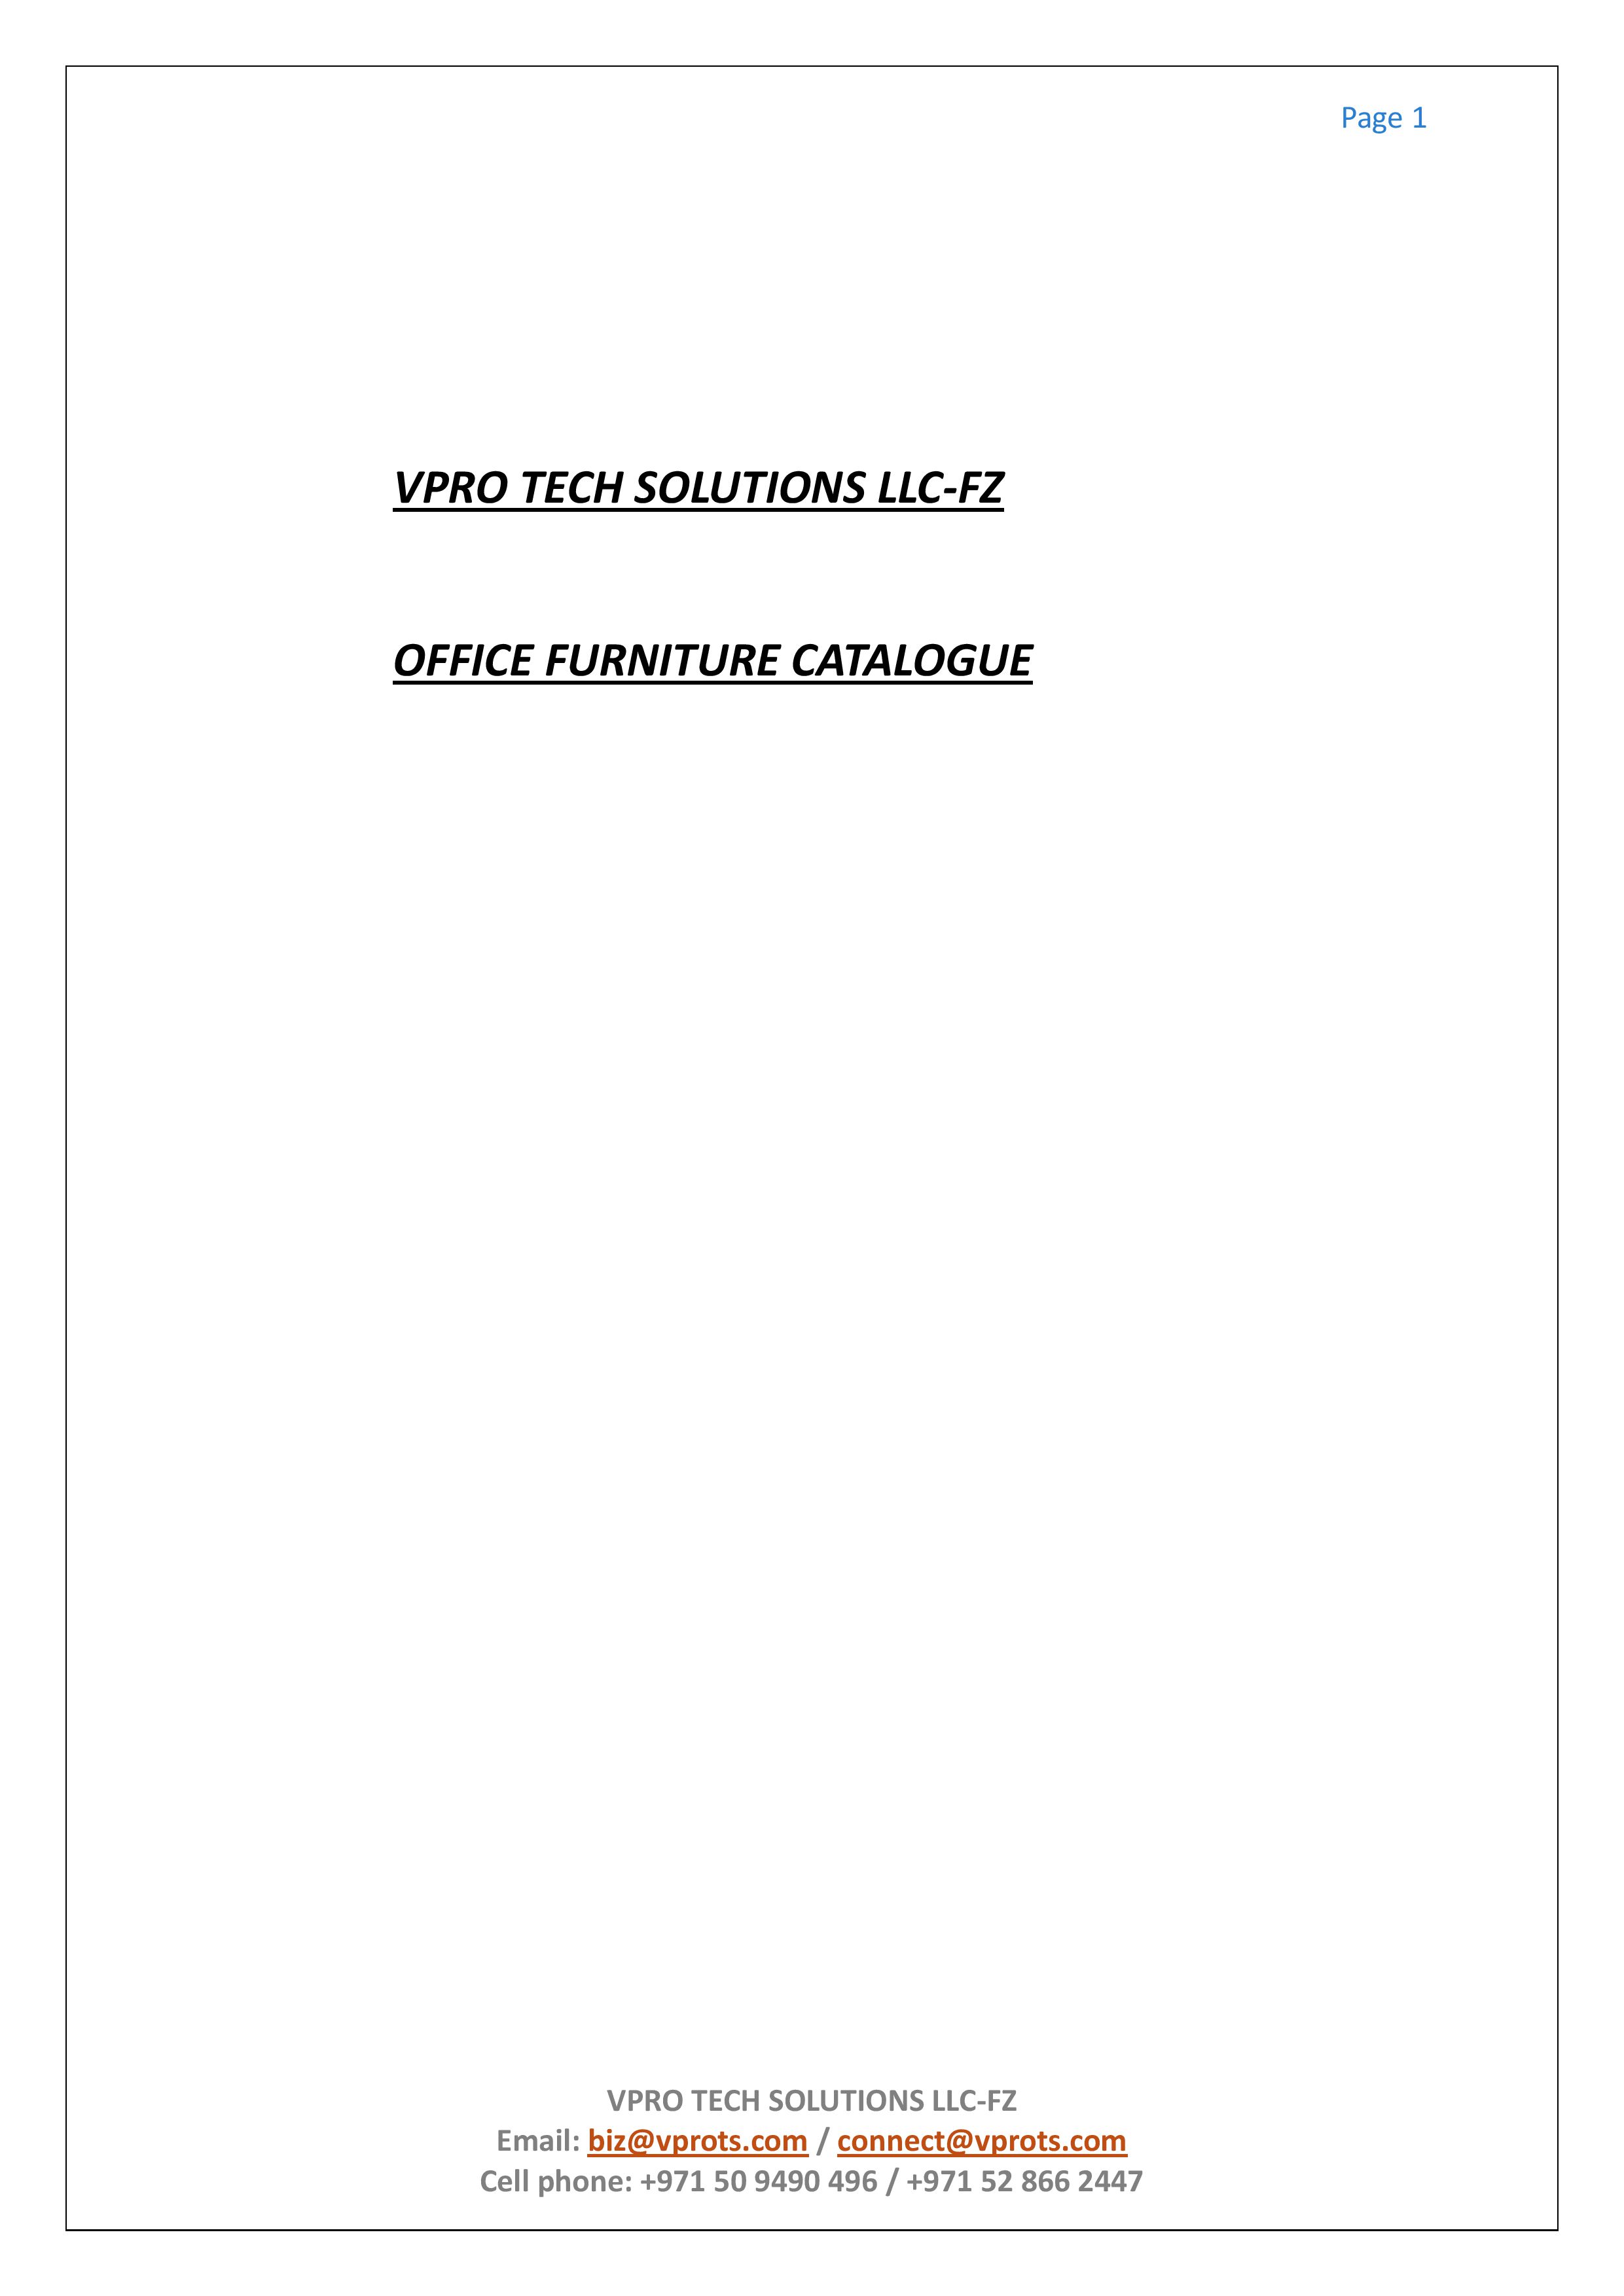 Page 1
VPRO TECH SOLUTIONS LLC-FZ
OFFICE FURNITURE CATALOGUE
VPRO TECH SOLUTIONS LLC-FZ
Email: biz@vprots.com / connect@vprots.com
Cell phone: +971 50 9490 496 / +971 52 866 2447